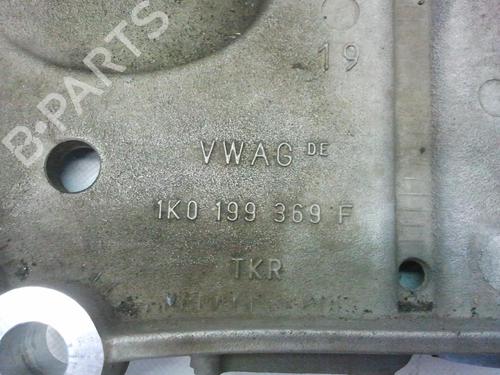 B-PARTS
19
VWAG DE
1K0 199 369 F
TKR